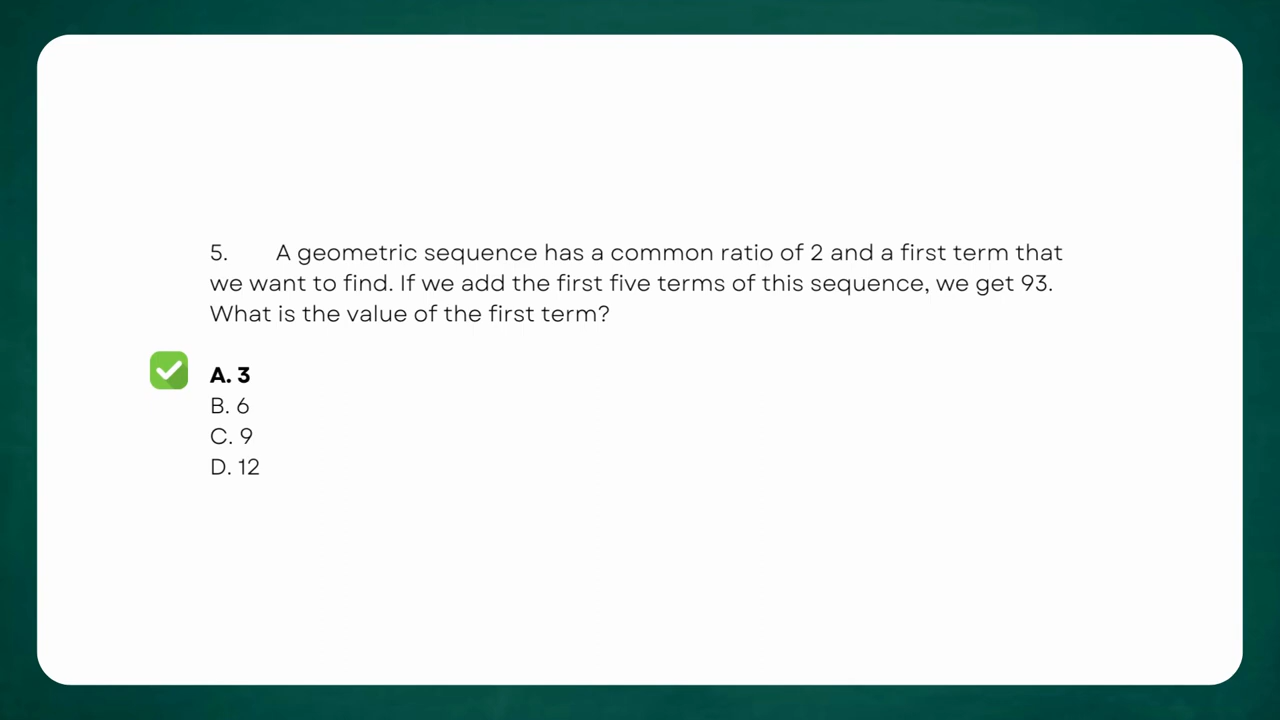 5. A geometric sequence has a common ratio of 2 and a first term that
we want to find. If we add the first five terms of this sequence, we get 93.
What is the value of the first term?
A. 3
B. 6
C. 9
D. 12